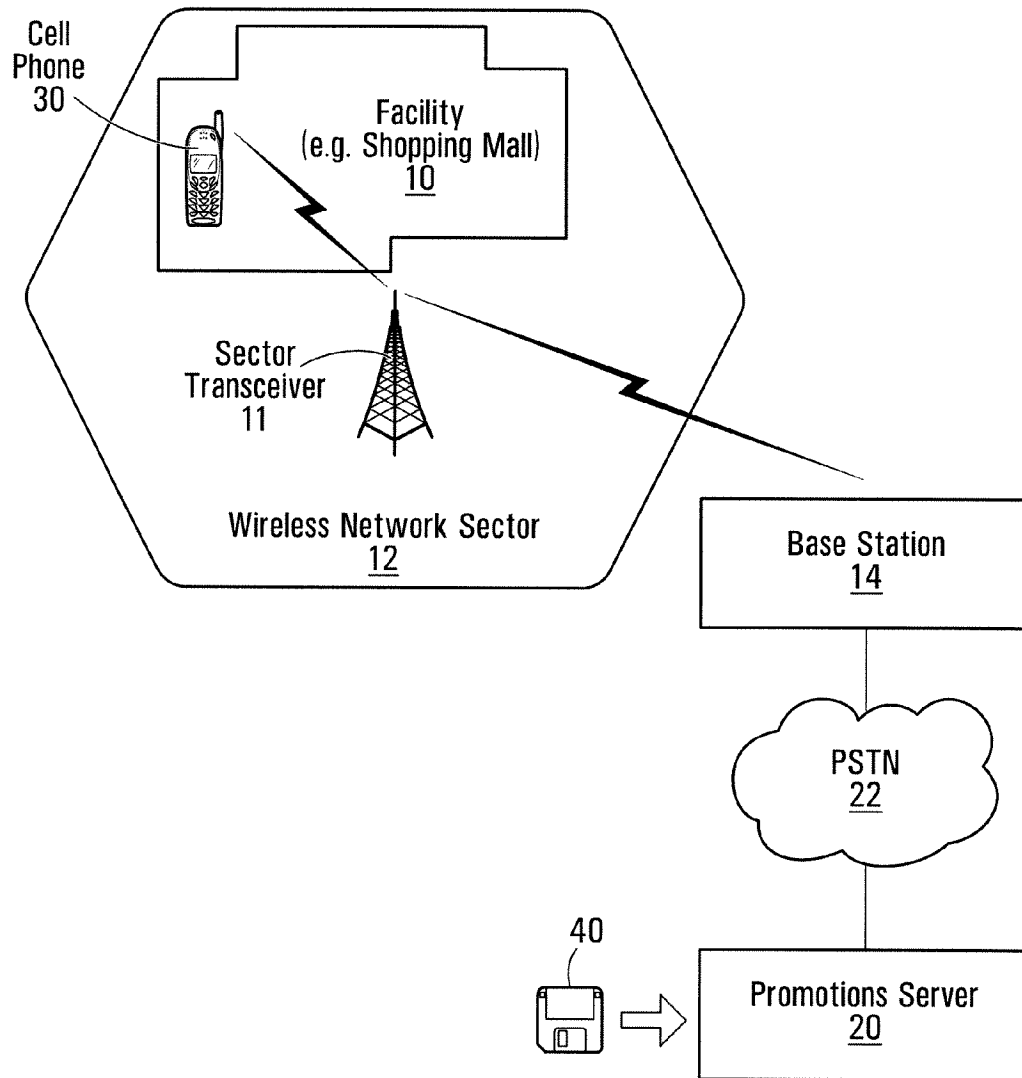 Cell
Phone
30
Facility
(e.g. Shopping Mall)
10
Sector
Transceiver
11
Wireless Network Sector
12
Base Station
14
PSTN
22
40
Promotions Server
20